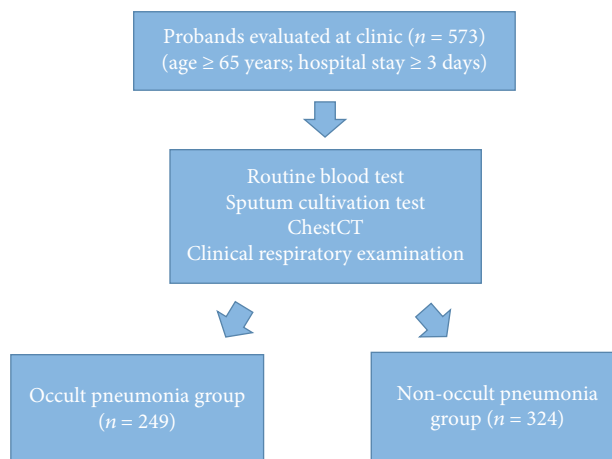 Probands evaluated at clinic (n = 573)
(age ≥ 65 years; hospital stay ≥ 3 days)
Routine blood test
Sputum cultivation test
ChestCT
Clinical respiratory examination
Occult pneumonia group
(n = 249)
Non-occult pneumonia
group (n = 324)